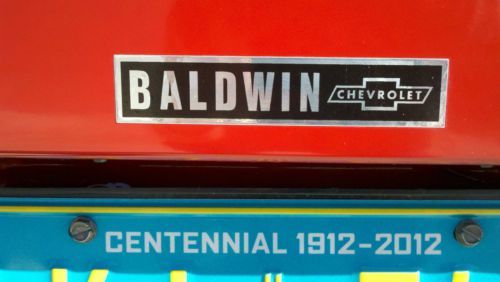 BALDWIN CHEVROLET
CENTENNIAL 1912-2012